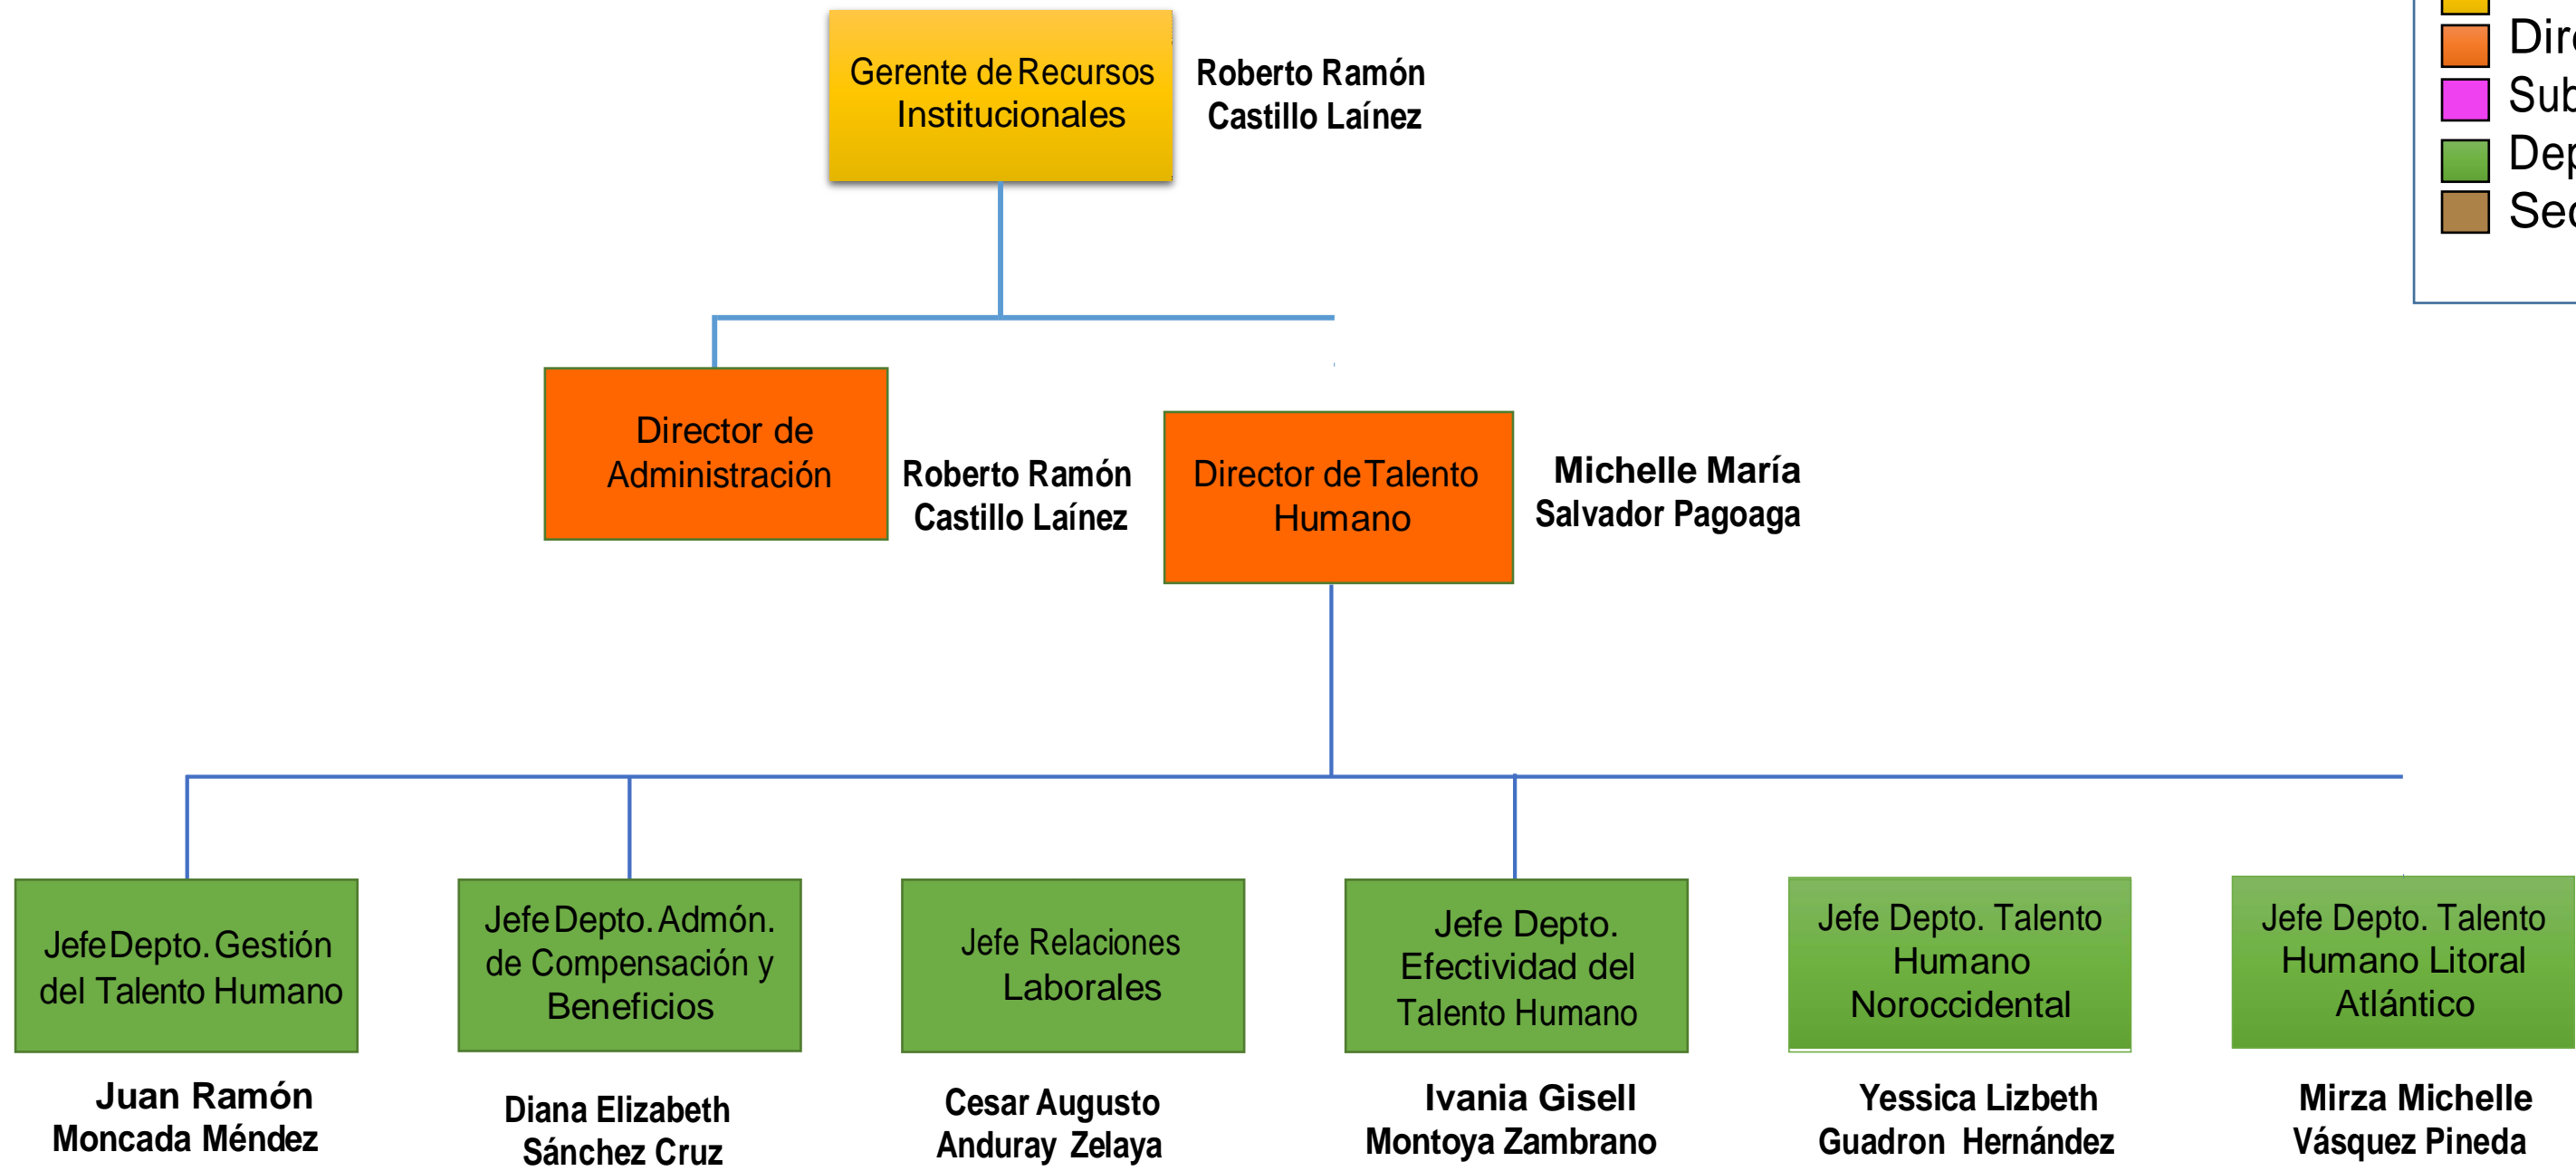 Gerente de Recursos
Institucionales
Roberto Ramón
Castillo Laínez
Director de
Administración
Roberto Ramón
Castillo Laínez
Director de Talento
Humano
Michelle María
Salvador Pagoaga
Jefe Depto. Gestión
del Talento Humano
Juan Ramón
Moncada Méndez
Jefe Depto. Admón.
de Compensación y
Beneficios
Diana Elizabeth
Sánchez Cruz
Jefe Relaciones
Laborales
Cesar Augusto
Anduray Zelaya
Jefe Depto.
Efectividad del
Talento Humano
Ivania Gisell
Montoya Zambrano
Jefe Depto. Talento
Humano
Noroccidental
Yessica Lizbeth
Guadron Hernández
Jefe Depto. Talento
Humano Litoral
Atlántico
Mirza Michelle
Vásquez Pineda